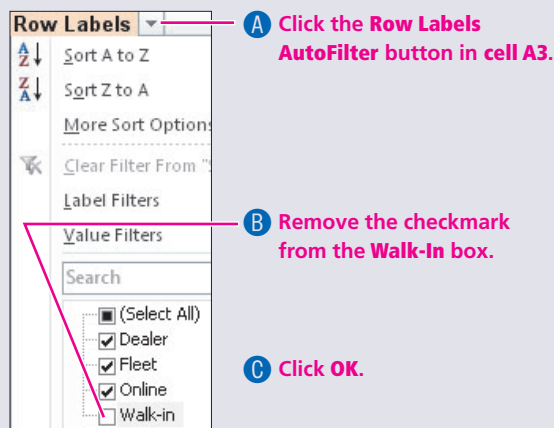 Row Labels
Sort A to Z
Sort Z to A
More Sort Options
Clear Filter From "S
Label Filters
Value Filters
Search
(Select All)
Dealer
Fleet
Online
Walk-in
A Click the Row Labels
AutoFilter button in cell A3.
B Remove the checkmark
from the Walk-In box.
C Click OK.